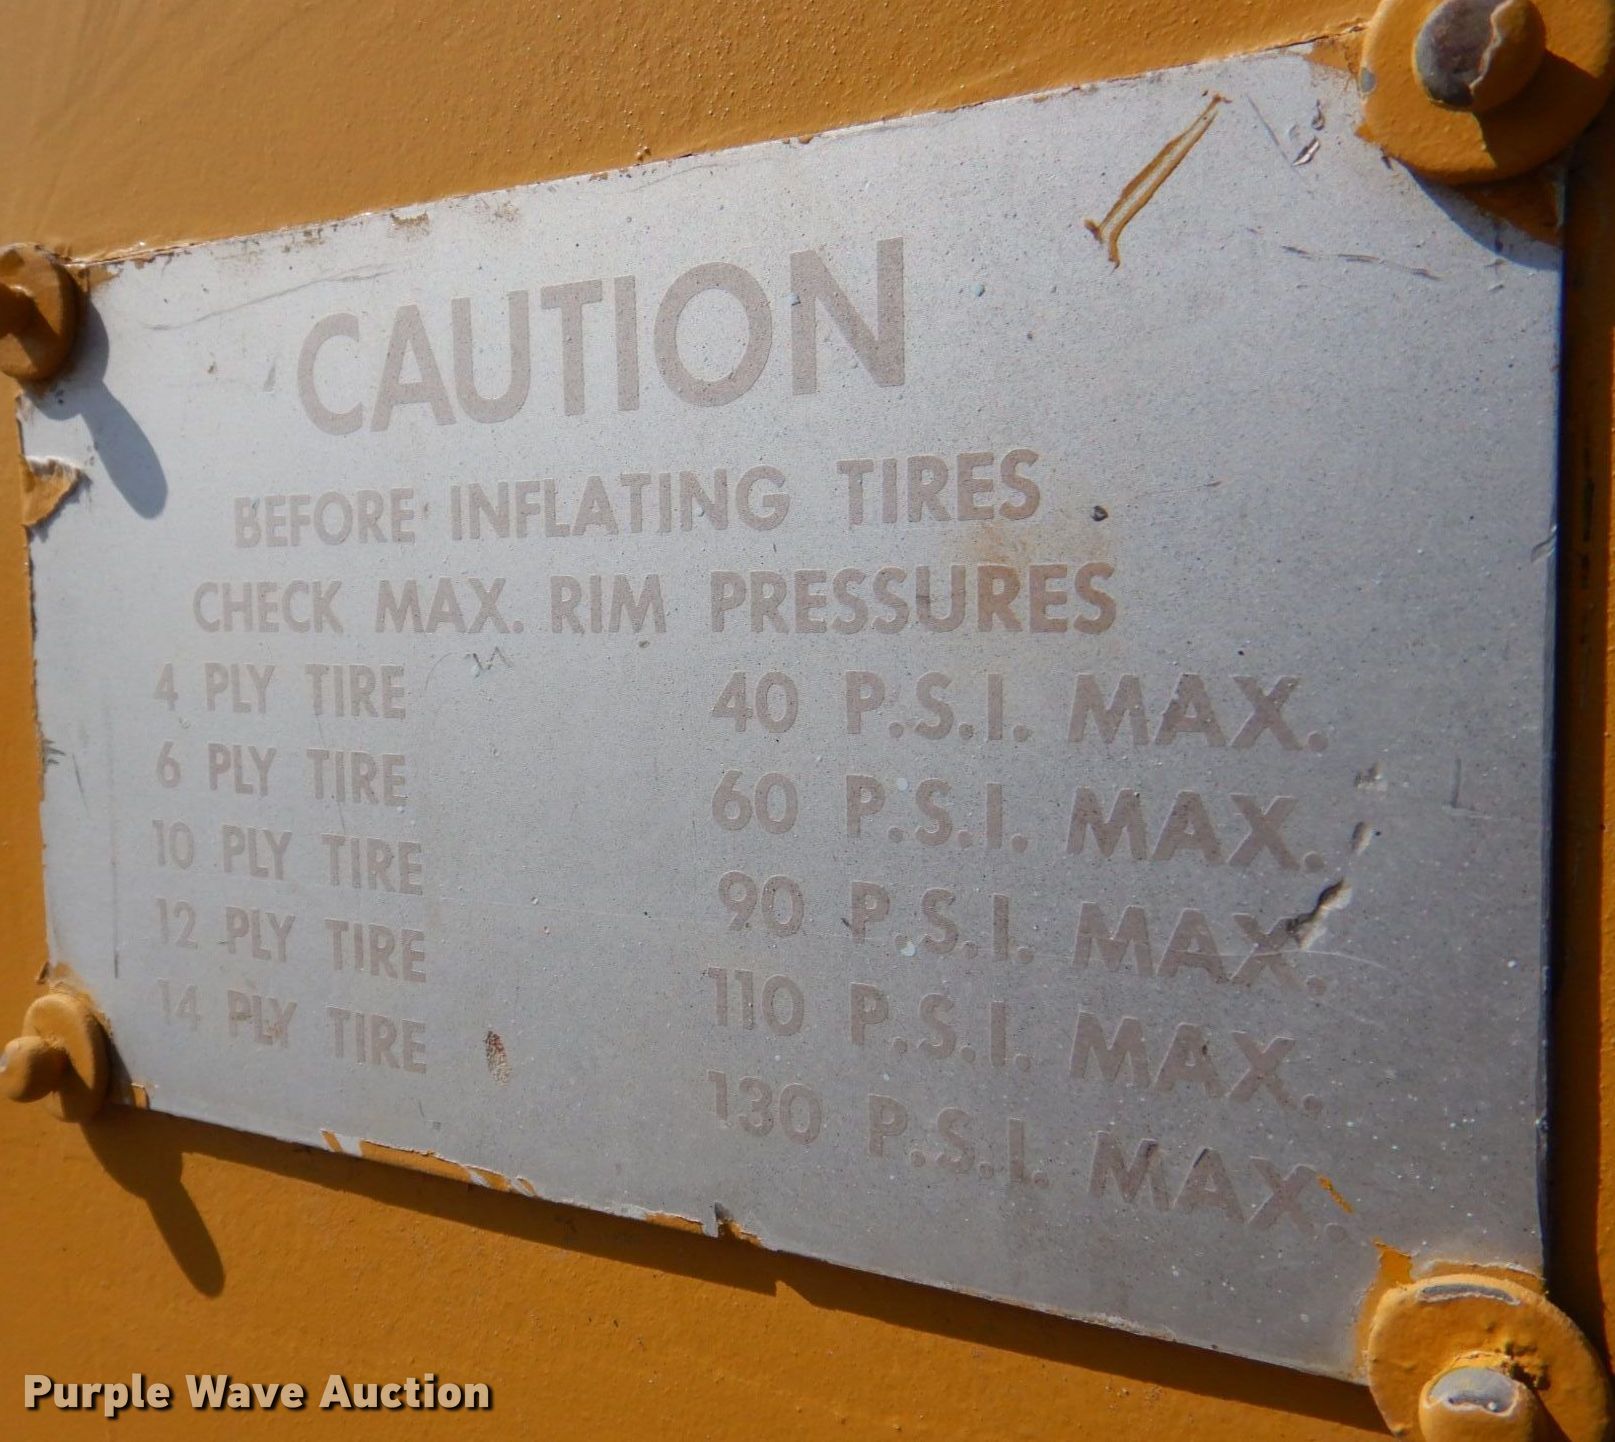 CAUTION
BEFORE INFLATING TIRES
CHECK MAX. RIM PRESSURES
4 PLY TIRE 40 P.S.I. MAX.
6 PLY TIRE 60 P.S.I. MAX.
10 PLY TIRE 90 P.S.I. MAX.
12 PLY TIRE 110 P.S.I. MAX.
14 PLY TIRE 130 P.S.I. MAX.
Purple Wave Auction